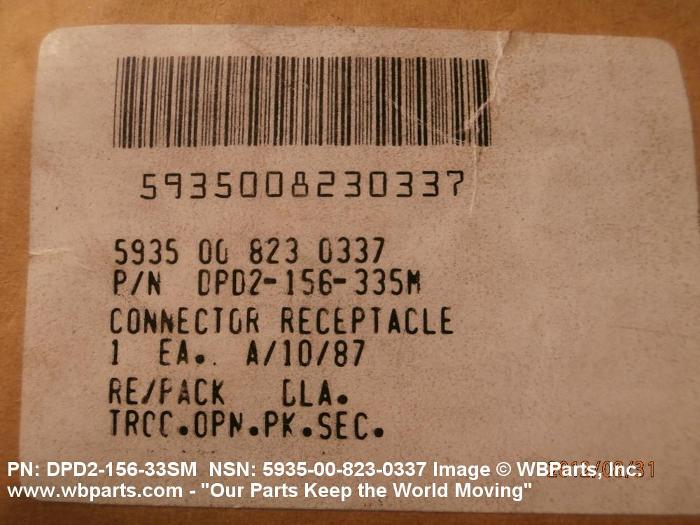 5935008230337
5935 00 823 0337
P/N DPD2-156-33SM
CONNECTOR RECEPTACLE
1 EA. A/10/87
RE/PACK DLA.
TRCC.OPN.PK.SEC.
PN: DPD2-156-33SM NSN: 5935-00-823-0337 Image © WBParts, Inc.
www.wbparts.com - "Our Parts Keep the World Moving"